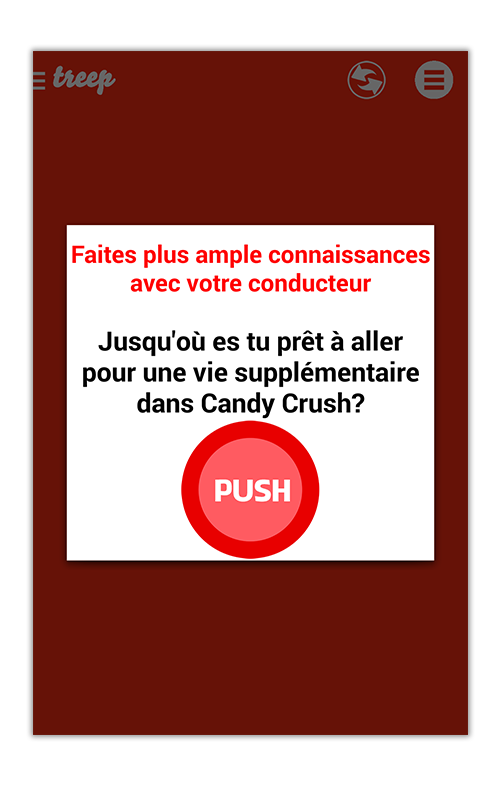 treep
Faites plus ample connaissances
avec votre conducteur
Jusqu'où es tu prêt à aller
pour une vie supplémentaire
dans Candy Crush?
PUSH